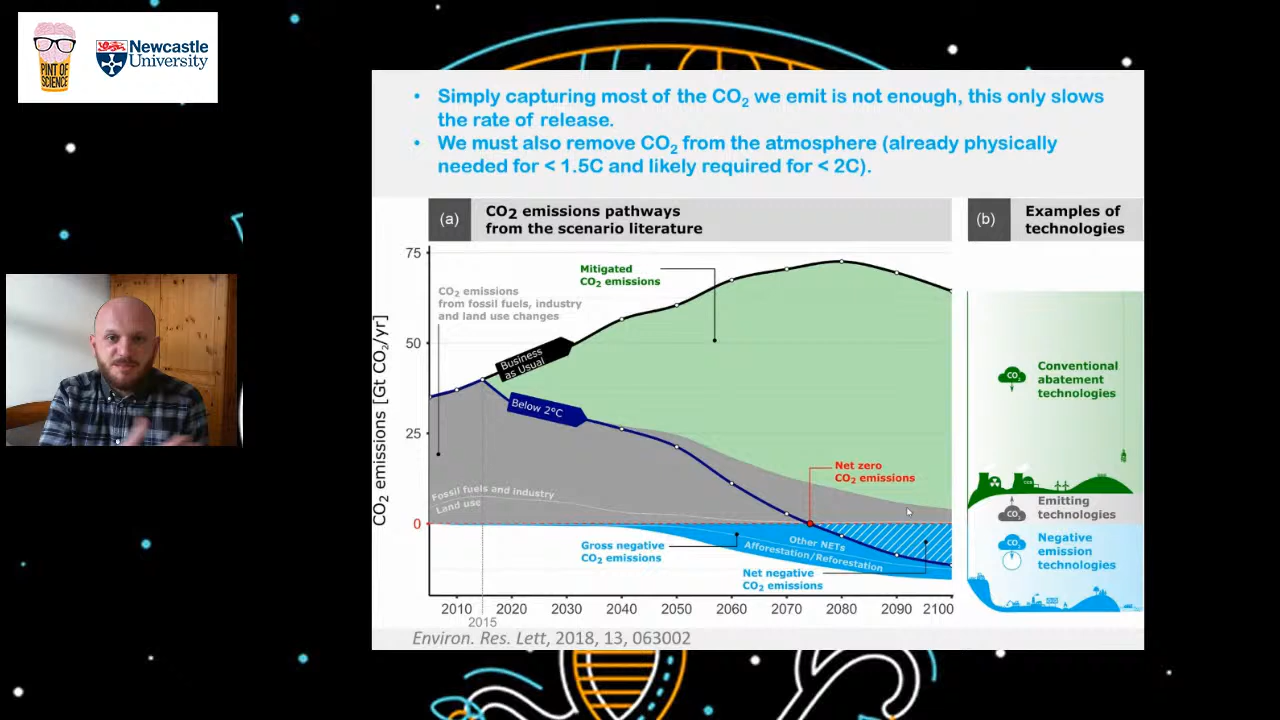 PINT OF
SCIENCE
Newcastle
University
• Simply capturing most of the CO2 we emit is not enough, this only slows
the rate of release.
• We must also remove CO2 from the atmosphere (already physically
needed for < 1.5C and likely required for < 2C).
(a)
CO2 emissions pathways
from the scenario literature
(b)
Examples of
technologies
75
50
25
0
CO2 emissions [Gt CO2/yr]
Mitigated
CO2 emissions
CO2 emissions
from fossil fuels, industry
and land use changes
Business
as Usual
Below 2°C
Net zero
CO2 emissions
Fossil fuels and industry
Land use
Gross negative
CO2 emissions
Other NETs
Afforestation/Reforestation
Net negative
CO2 emissions
2010 2020 2030 2040 2050 2060 2070 2080 2090 2100
2015
CO2
Conventional
abatement
technologies
CO2
Emitting
technologies
CO2
Negative
emission
technologies
Environ. Res. Lett, 2018, 13, 063002